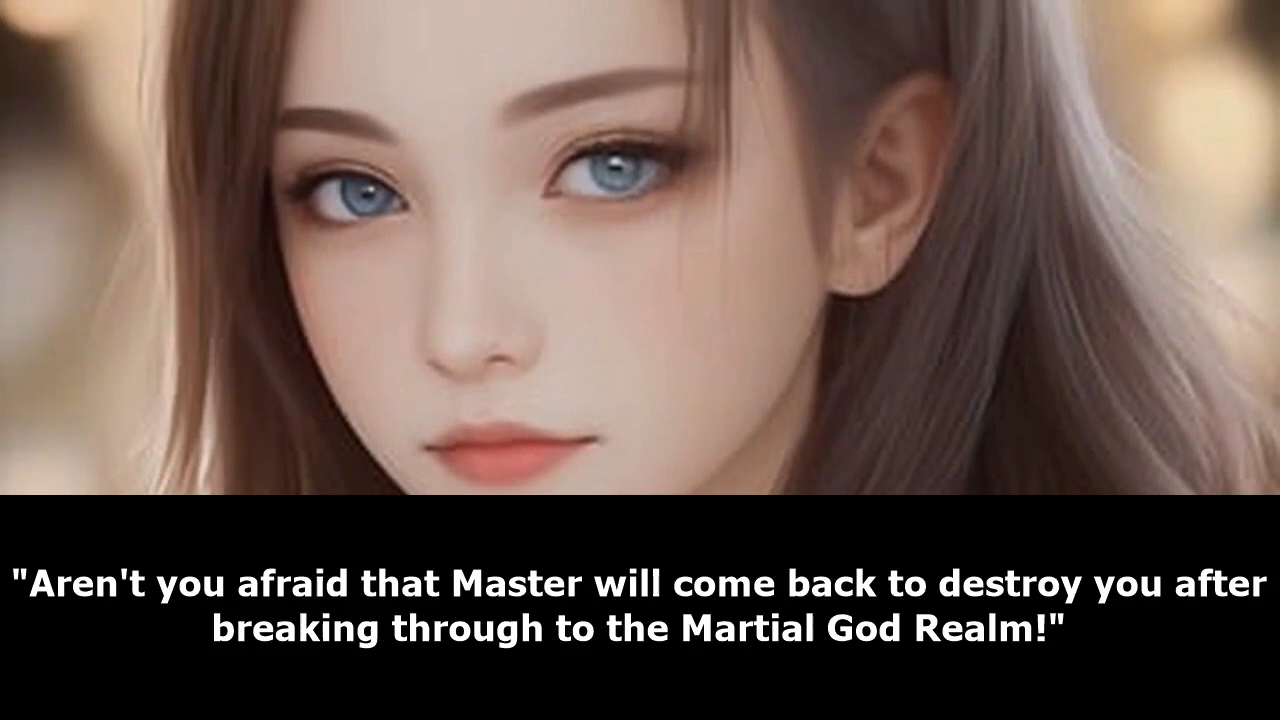 "Aren't you afraid that Master will come back to destroy you after
breaking through to the Martial God Realm!"